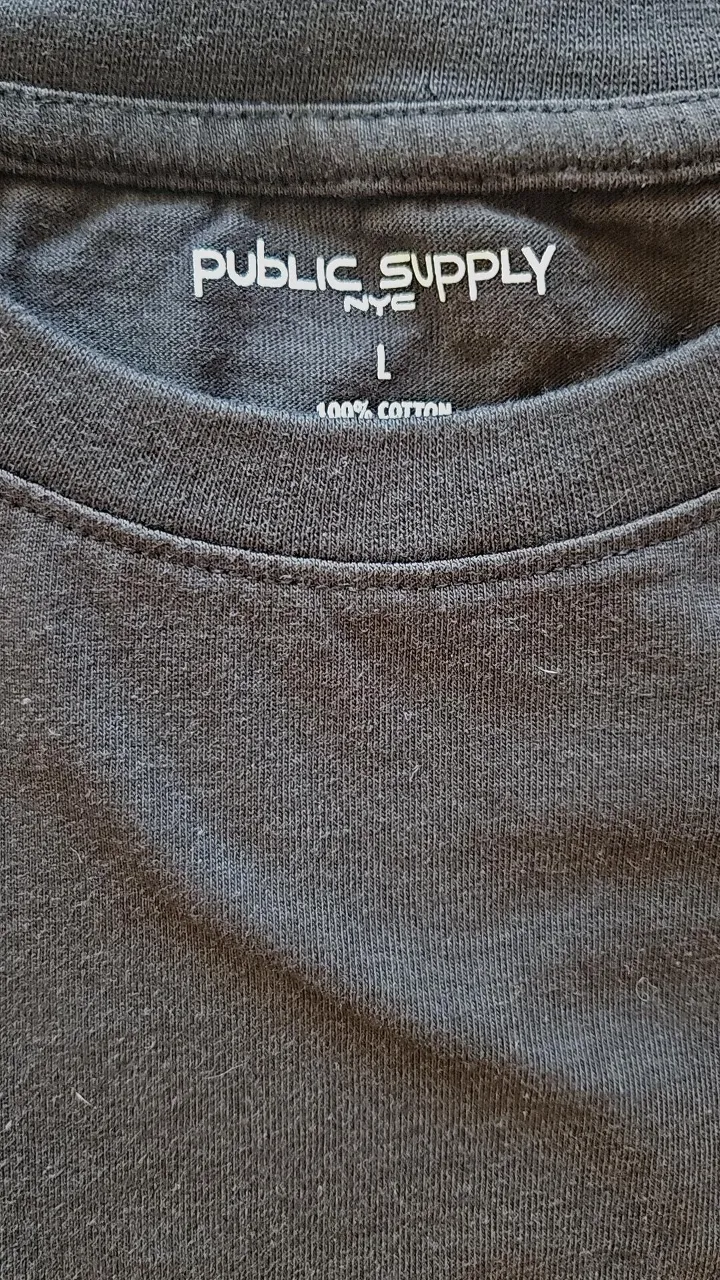 PUBLIC SUPPLY
NYC
L
100% COTTON